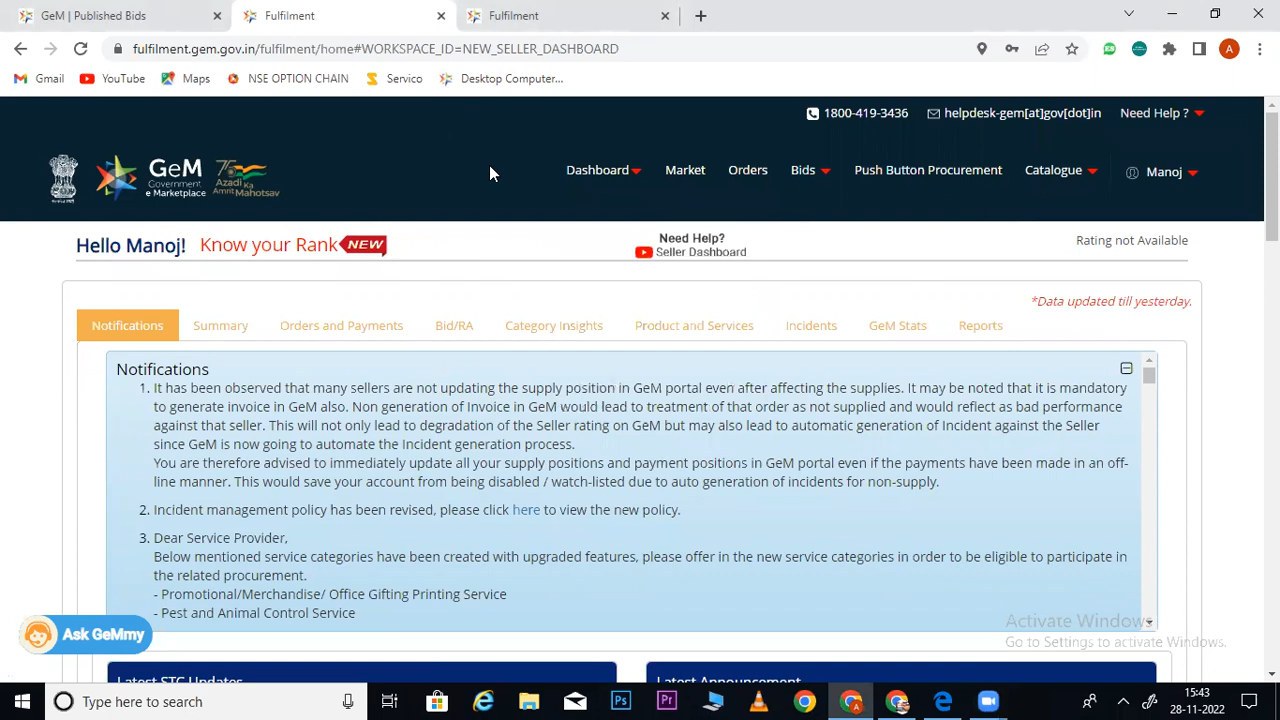 GeM | Published Bids
Fulfilment
Fulfilment
fulfilment.gem.gov.in/fulfilment/home#WORKSPACE_ID=NEW_SELLER_DASHBOARD
Gmail YouTube Maps NSE OPTION CHAIN Servico Desktop Computer...
1800-419-3436 helpdesk-gem[at]gov[dot]in Need Help ?
GeM
Government
e Marketplace
Azadi Ka
Amrit Mahotsav
Dashboard Market Orders Bids Push Button Procurement Catalogue Manoj
Hello Manoj! Know your Rank NEW
Need Help?
Seller Dashboard
Rating not Available
*Data updated till yesterday.
Notifications Summary Orders and Payments Bid/RA Category Insights Product and Services Incidents GeM Stats Reports
Notifications
1. It has been observed that many sellers are not updating the supply position in GeM portal even after affecting the supplies. It may be noted that it is mandatory
to generate invoice in GeM also. Non generation of Invoice in GeM would lead to treatment of that order as not supplied and would reflect as bad performance
against that seller. This will not only lead to degradation of the Seller rating on GeM but may also lead to automatic generation of Incident against the Seller
since GeM is now going to automate the Incident generation process.
You are therefore advised to immediately update all your supply positions and payment positions in GeM portal even if the payments have been made in an off-
line manner. This would save your account from being disabled / watch-listed due to auto generation of incidents for non-supply.
2. Incident management policy has been revised, please click here to view the new policy.
3. Dear Service Provider,
Below mentioned service categories have been created with upgraded features, please offer in the new service categories in order to be eligible to participate in
the related procurement.
- Promotional/Merchandise/ Office Gifting Printing Service
- Pest and Animal Control Service
Ask GeMmy
Activate Windows
Go to Settings to activate Windows.
Latest STC Updates
Latest Announcement
Type here to search
15:43
28-11-2022